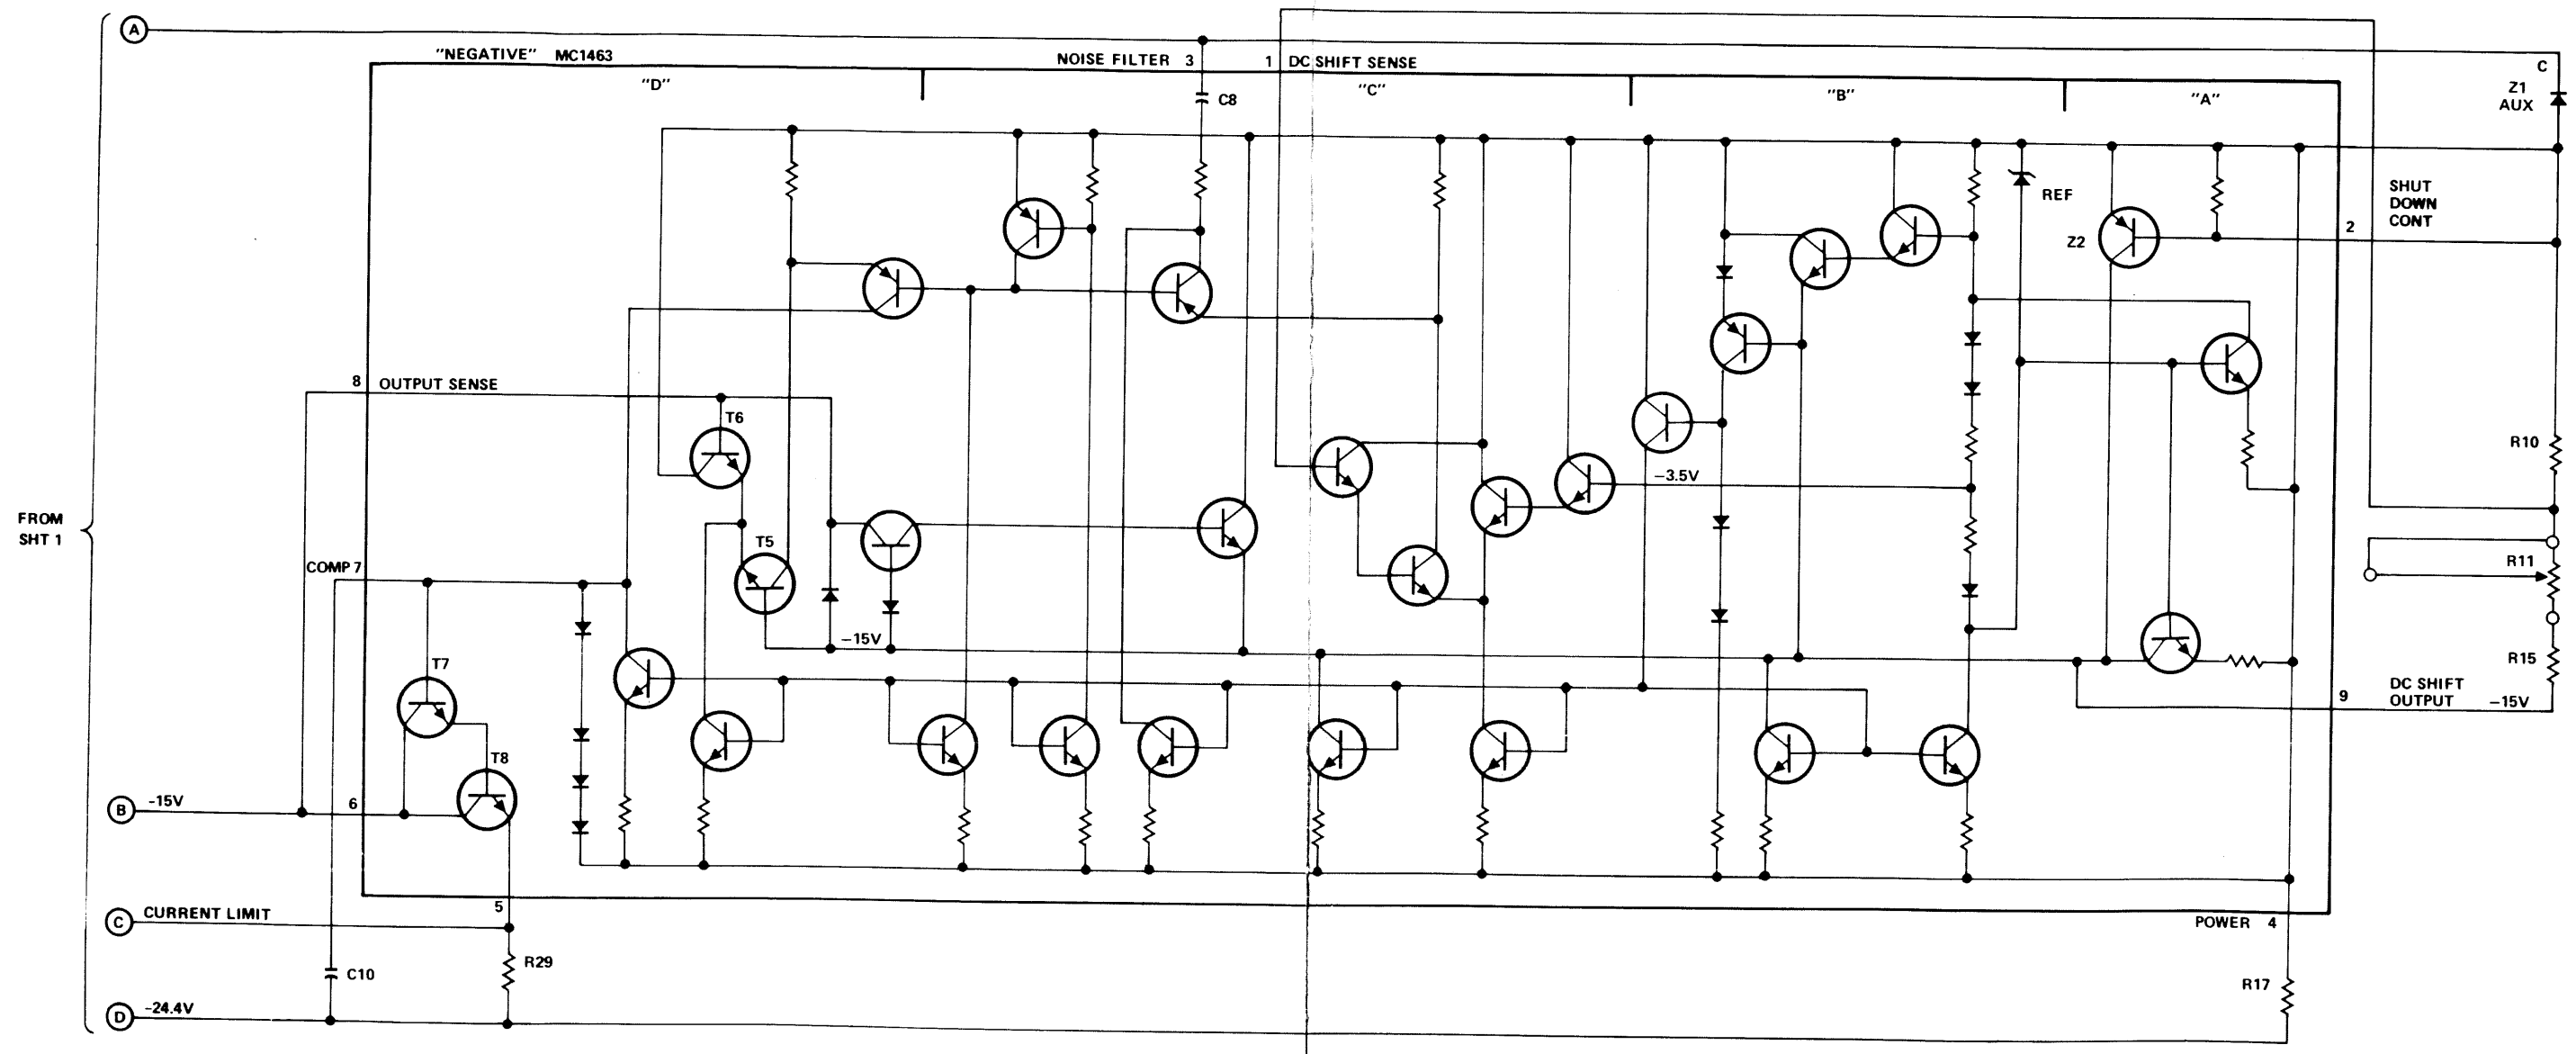 A
"NEGATIVE" MC1463
NOISE FILTER 3
1 DC SHIFT SENSE
C
"D"
"C"
"B"
"A"
Z1
AUX
C8
REF
Z2
SHUT
DOWN
CONT
2
8 OUTPUT SENSE
T6
R10
-3.5V
FROM
SHT 1
T5
COMP 7
R11
-15V
T7
R15
DC SHIFT
OUTPUT -15V
9
T8
B -15V
6
C CURRENT LIMIT
5
POWER 4
C10
R29
R17
D -24.4V